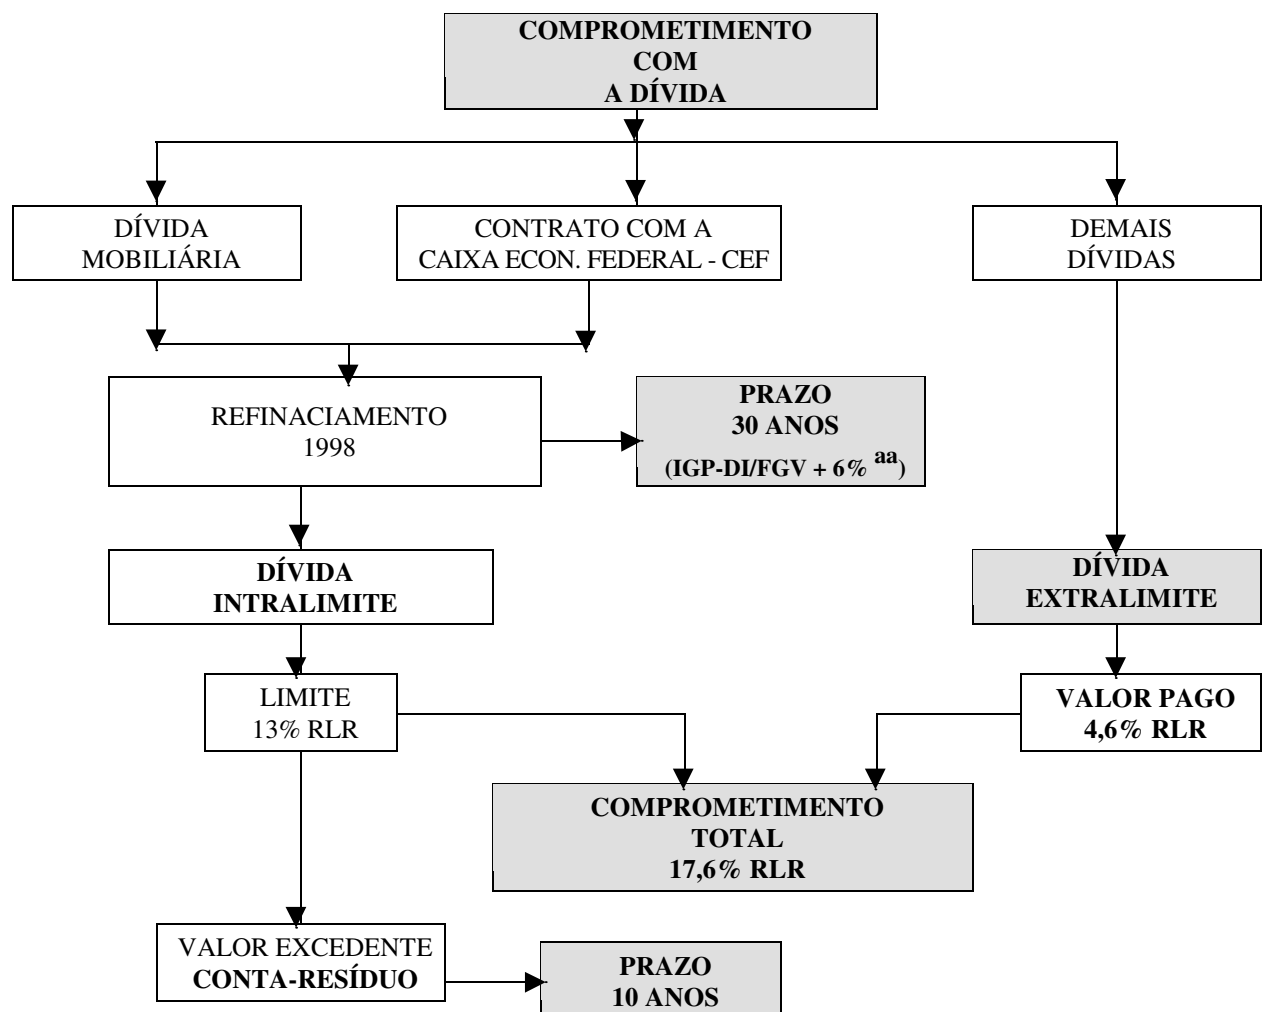 COMPROMETIMENTO
COM
A DÍVIDA
DÍVIDA
MOBILIÁRIA
CONTRATO COM A
CAIXA ECON. FEDERAL - CEF
DEMAIS
DÍVIDAS
REFINACIAMENTO
1998
PRAZO
30 ANOS
(IGP-DI/FGV + 6% aa)
DÍVIDA
INTRALIMITE
DÍVIDA
EXTRALIMITE
LIMITE
13% RLR
VALOR PAGO
4,6% RLR
COMPROMETIMENTO
TOTAL
17,6% RLR
VALOR EXCEDENTE
CONTA-RESÍDUO
PRAZO
10 ANOS